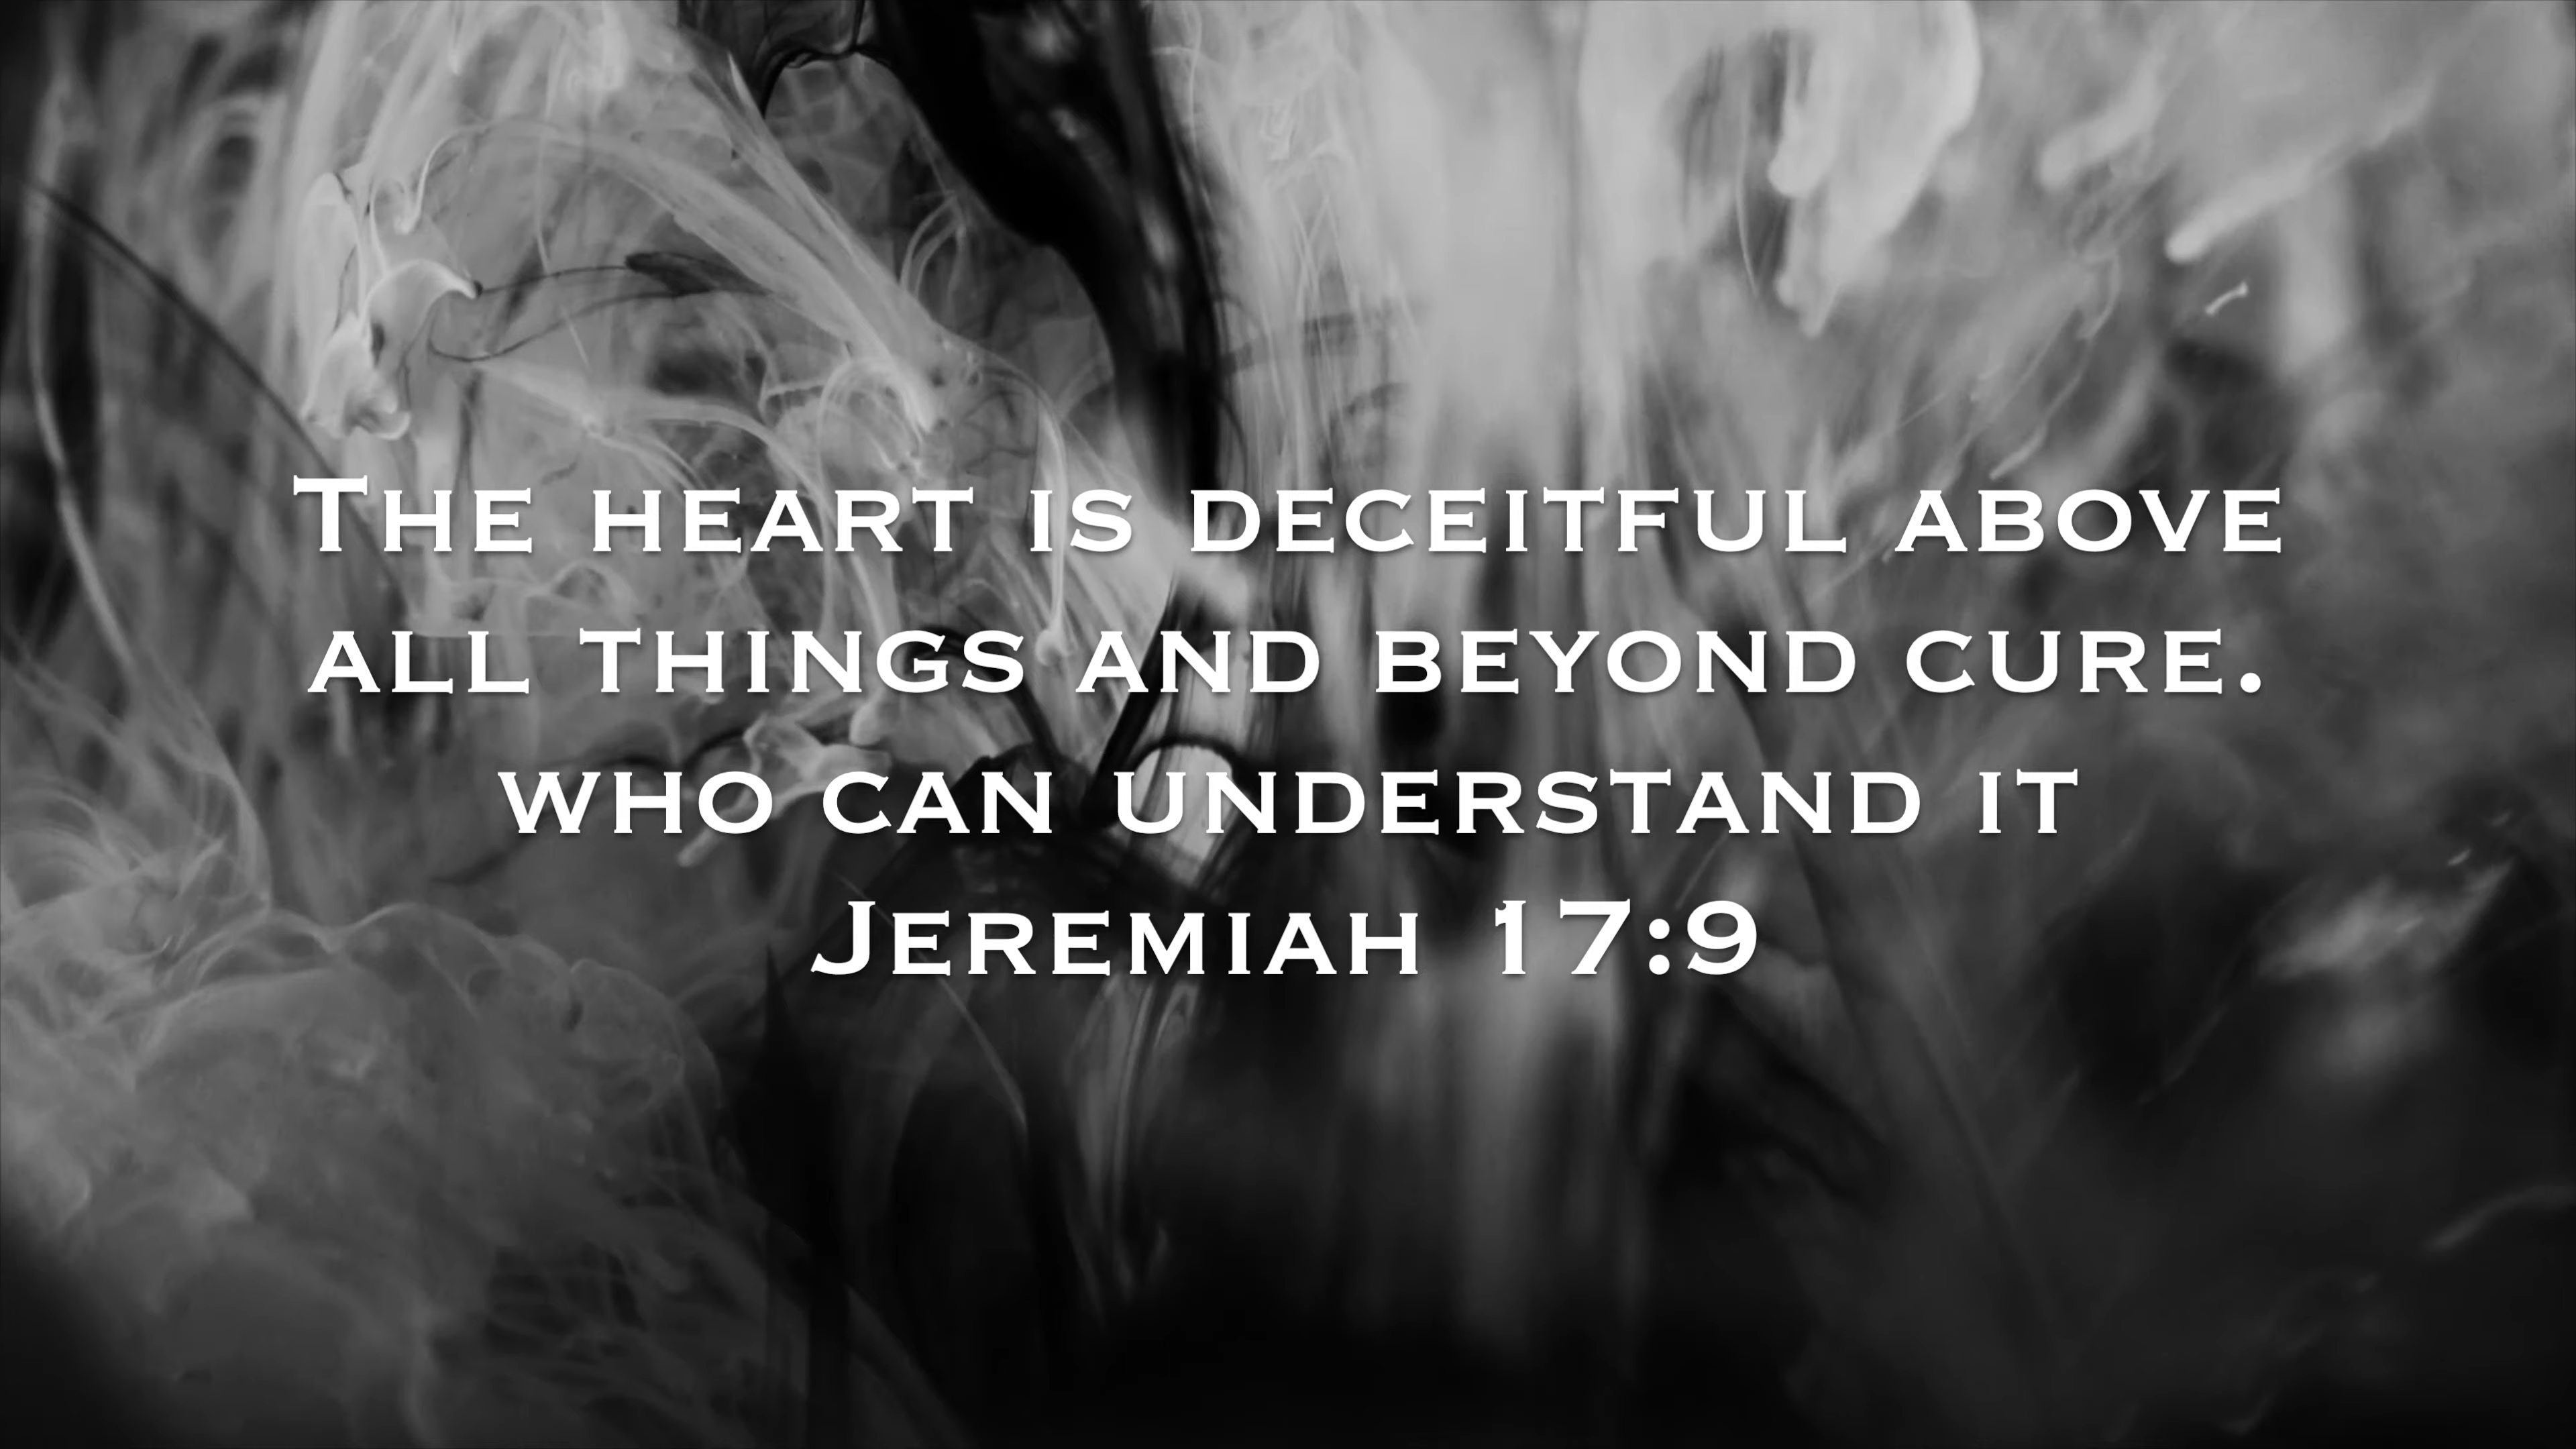 The heart is deceitful above
all things and beyond cure.
who can understand it
Jeremiah 17:9